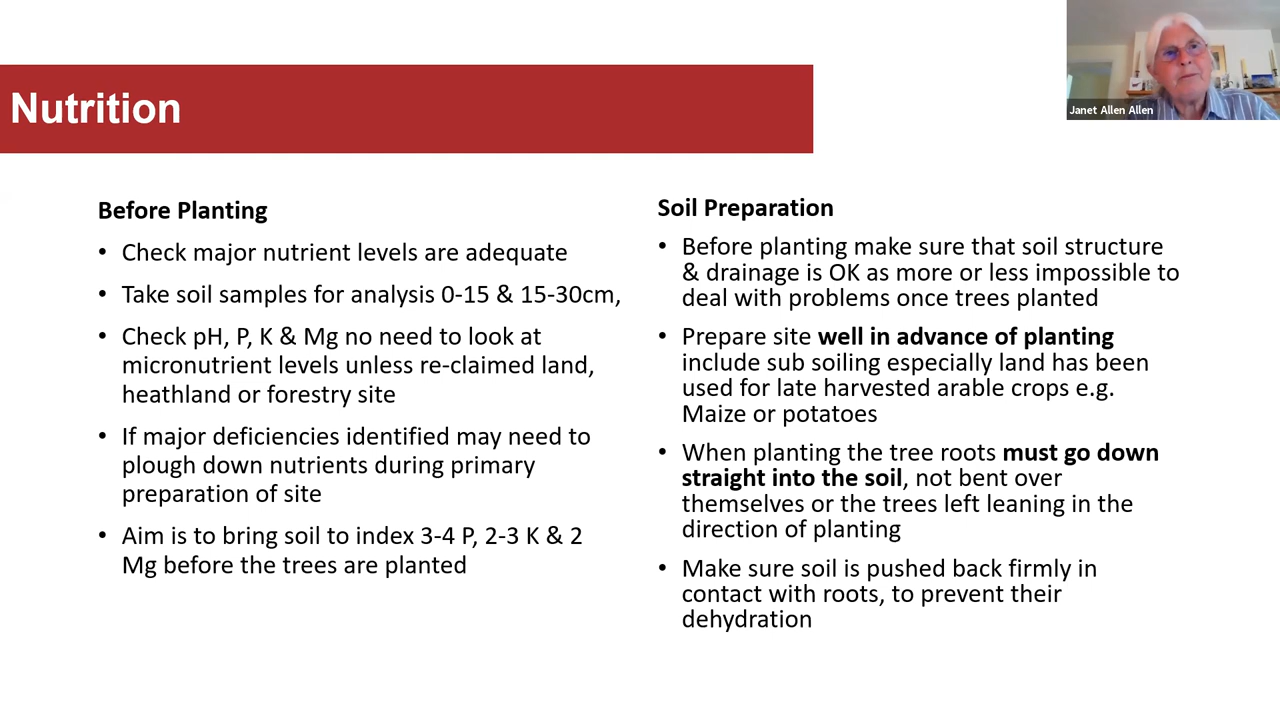 Nutrition
Janet Allen Allen
Before Planting
• Check major nutrient levels are adequate
• Take soil samples for analysis 0-15 & 15-30cm,
• Check pH, P, K & Mg no need to look at
micronutrient levels unless re-claimed land,
heathland or forestry site
• If major deficiencies identified may need to
plough down nutrients during primary
preparation of site
• Aim is to bring soil to index 3-4 P, 2-3 K & 2
Mg before the trees are planted
Soil Preparation
• Before planting make sure that soil structure
& drainage is OK as more or less impossible to
deal with problems once trees planted
• Prepare site well in advance of planting
include sub soiling especially land has been
used for late harvested arable crops e.g.
Maize or potatoes
• When planting the tree roots must go down
straight into the soil, not bent over
themselves or the trees left leaning in the
direction of planting
• Make sure soil is pushed back firmly in
contact with roots, to prevent their
dehydration